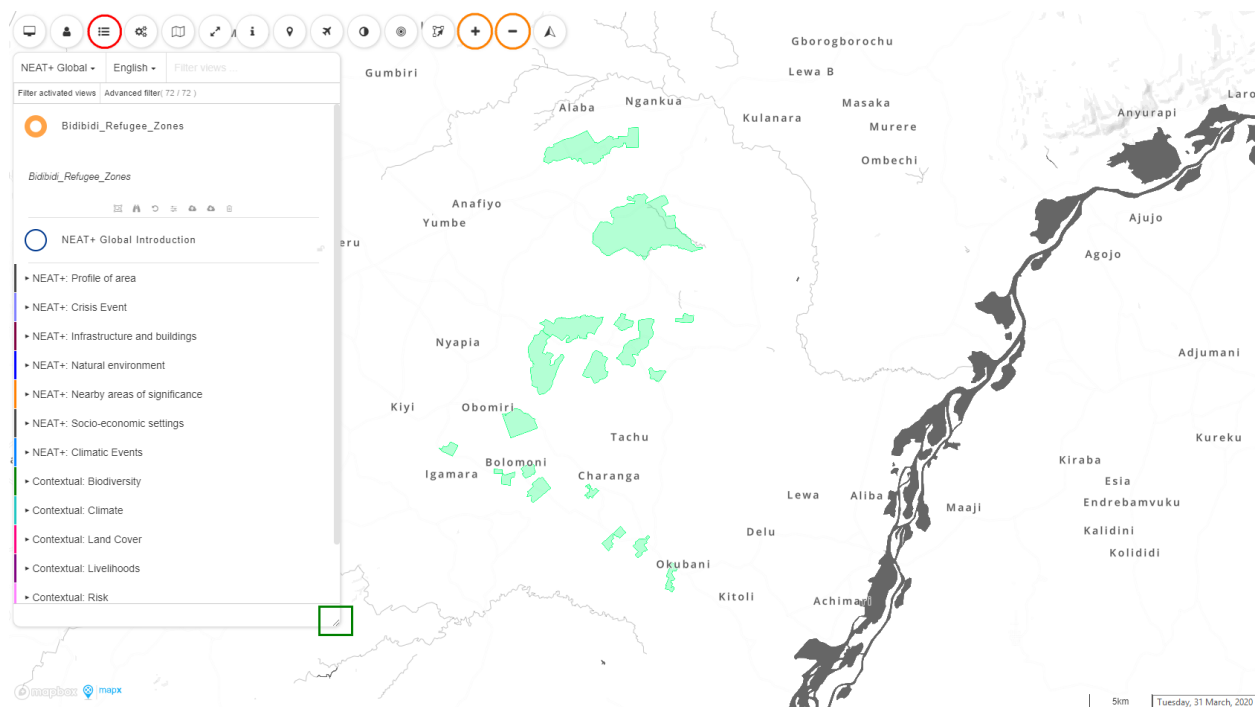 i
NEAT+ Global
English
Filter views ...
Filter activated views
Advanced filter( 72 / 72 )
Bidibidi_Refugee_Zones
Bidibidi_Refugee_Zones
NEAT+ Global Introduction
NEAT+: Profile of area
NEAT+: Crisis Event
NEAT+: Infrastructure and buildings
NEAT+: Natural environment
NEAT+: Nearby areas of significance
NEAT+: Socio-economic settings
NEAT+: Climatic Events
Contextual: Biodiversity
Contextual: Climate
Contextual: Land Cover
Contextual: Livelihoods
Contextual: Risk
Gborogborochu
Gumbiri
Lewa B
Laro
Alaba
Ngankua
Masaka
Anyurapi
Kulanara
Murere
Ombechi
Anafiyo
Yumbe
Ajujo
eru
Agojo
Nyapia
Adjumani
Kiyi
Obomiri
Tachu
Kureku
Bolomoni
Kiraba
Igamara
Charanga
Esia
Lewa
Aliba
Endrebamvuku
Maaji
Delu
Kalidini
Kolididi
Okubani
Kitoli
Achimari
mapbox
mapx
5km
Tuesday, 31 March, 2020